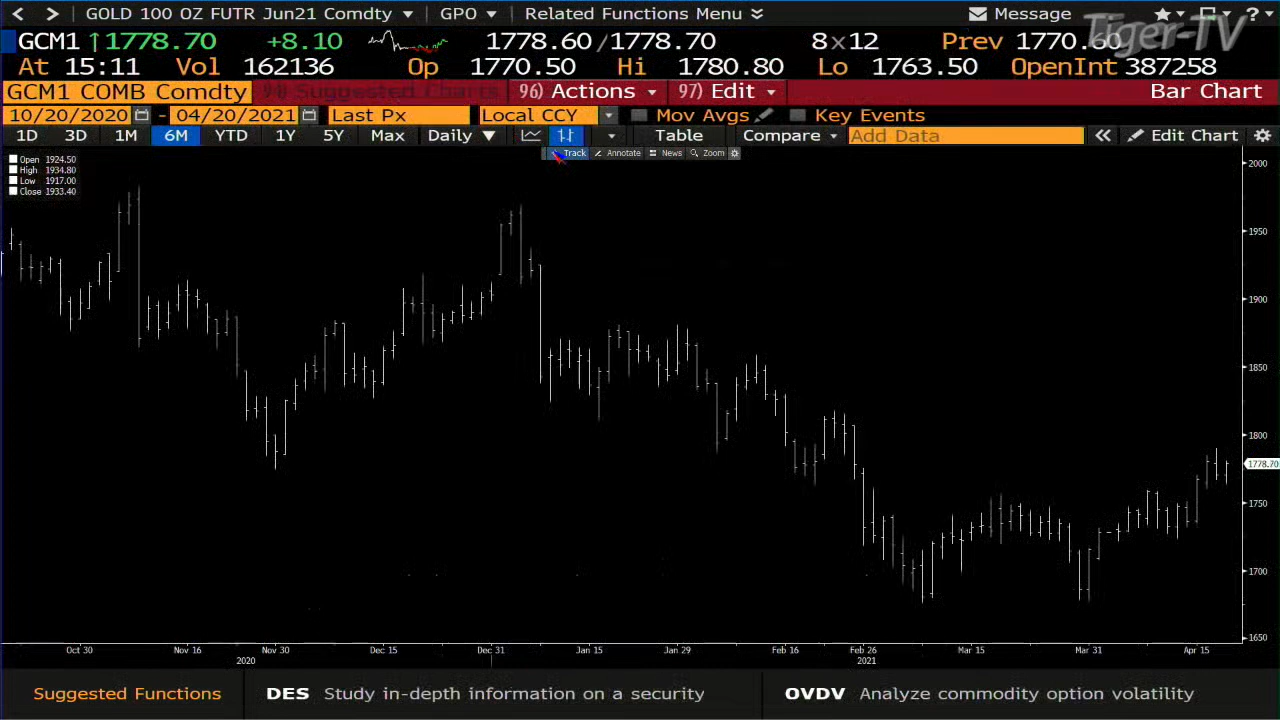 < > GOLD 100 OZ FUTR Jun21 Comdty GPO Related Functions Menu Message ?
Tiger-TV
GCM1 ↑1778.70 +8.10 1778.60/1778.70 8x12 Prev 1770.60
At 15:11 Vol 162136 Op 1770.50 Hi 1780.80 Lo 1763.50 OpenInt 387258
GCM1 COMB Comdty Suggested Charts 96) Actions 97) Edit Bar Chart
10/20/2020 - 04/20/2021 Last Px Local CCY Mov Avgs Key Events
1D 3D 1M 6M YTD 1Y 5Y Max Daily ▼ Table Compare Add Data « Edit Chart
Track Annotate News Zoom
Open 1924.50
High 1934.80
Low 1917.00
Close 1933.40
2000
1950
1900
1850
1800
1778.70
1750
1700
1650
Oct 30 Nov 16 Nov 30 Dec 15 Dec 31 Jan 15 Jan 29 Feb 16 Feb 26 Mar 15 Mar 31 Apr 15
2020 2021
Suggested Functions DES Study in-depth information on a security OVDV Analyze commodity option volatility